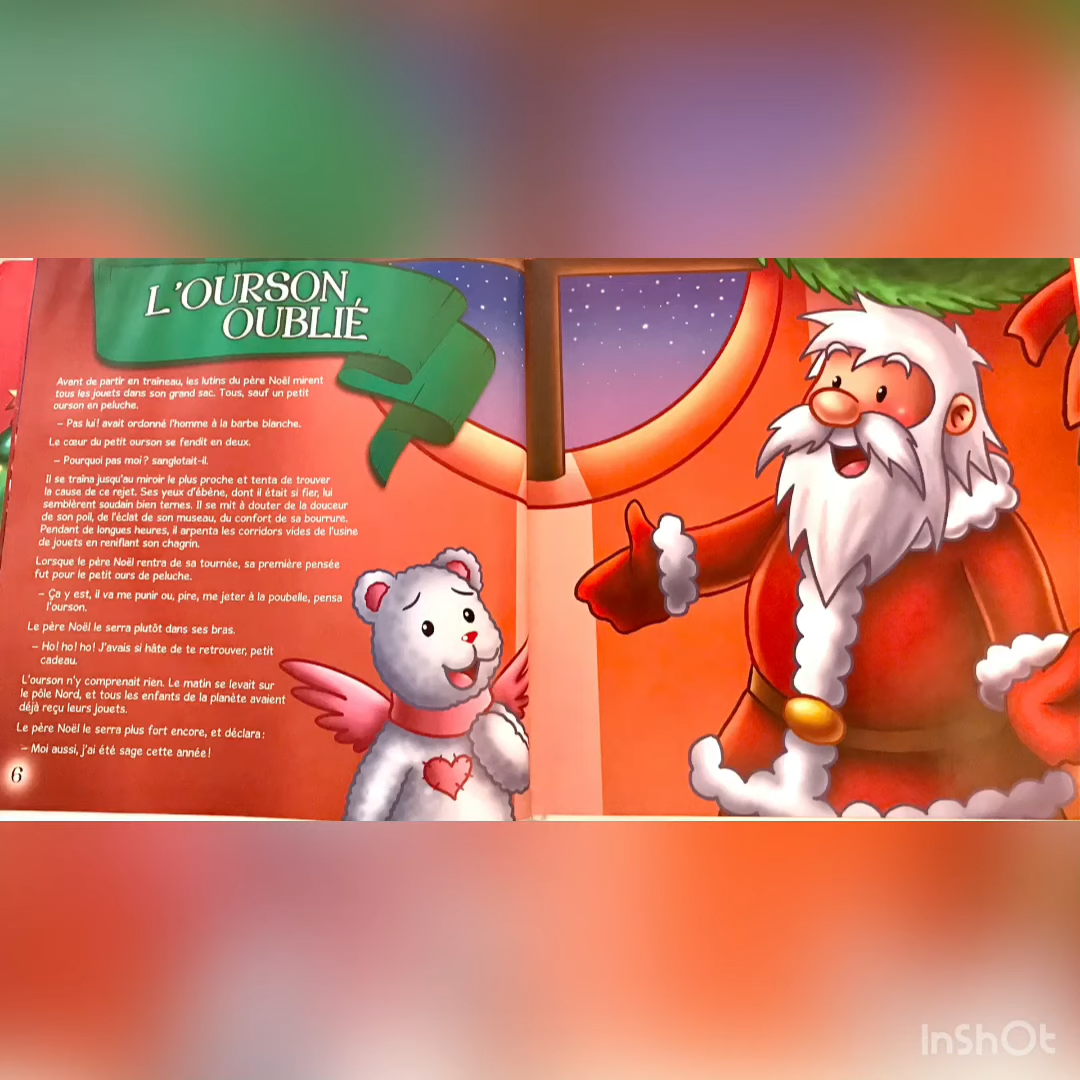 L'OURSON
OUBLIÉ
Avant de partir en traîneau, les lutins du père Noël mirent
tous les jouets dans son grand sac. Tous, sauf un petit
ourson en peluche.
– Pas lui! avait ordonné l'homme à la barbe blanche.
Le cœur du petit ourson se fendit en deux.
– Pourquoi pas moi? sanglotait-il.
Il se traîna jusqu'au miroir le plus proche et tenta de trouver
la cause de ce rejet. Ses yeux d'ébène, dont il était si fier, lui
semblèrent soudain bien ternes. Il se mit à douter de la douceur
de son poil, de l'éclat de son museau, du confort de sa bourrure.
Pendant de longues heures, il arpenta les corridors vides de l'usine
de jouets en reniflant son chagrin.
Lorsque le père Noël rentra de sa tournée, sa première pensée
fut pour le petit ours de peluche.
– Ça y est, il va me punir ou, pire, me jeter à la poubelle, pensa
l'ourson.
Le père Noël le serra plutôt dans ses bras.
– Ho! ho! ho! J'avais si hâte de te retrouver, petit
cadeau.
L'ourson n'y comprenait rien. Le matin se levait sur
le pôle Nord, et tous les enfants de la planète avaient
déjà reçu leurs jouets.
Le père Noël le serra plus fort encore, et déclara:
– Moi aussi, j'ai été sage cette année!
6
InShOt